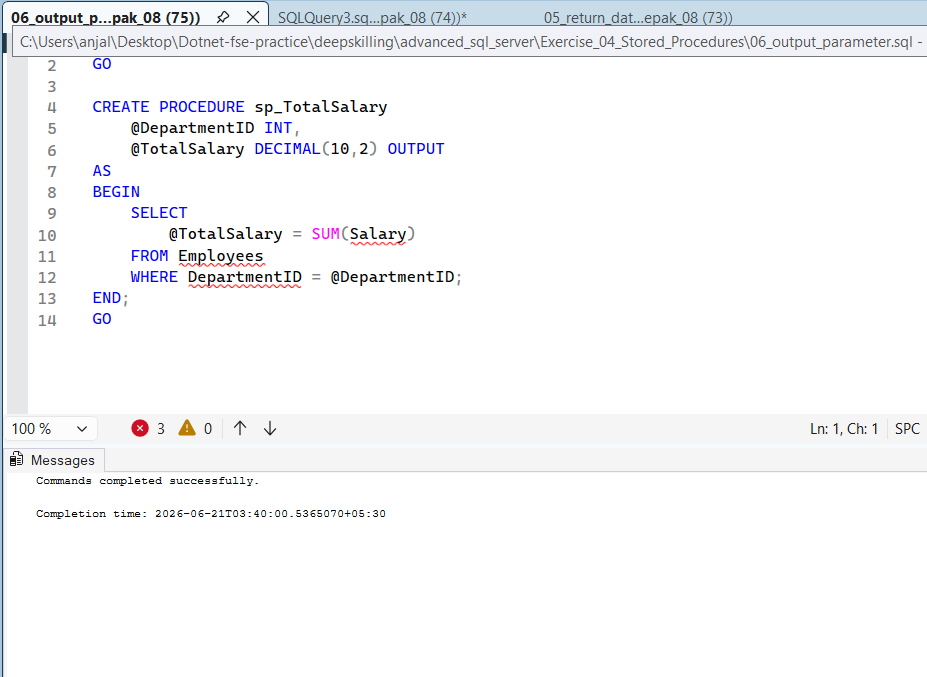 06_output_p...pak_08 (75))
SQLQuery3.sq...pak_08 (74))*
05_return_dat...epak_08 (73))
C:\Users\anjal\Desktop\Dotnet-fse-practice\deepskilling\advanced_sql_server\Exercise_04_Stored_Procedures\06_output_parameter.sql -
2 GO
3
4 CREATE PROCEDURE sp_TotalSalary
5 @DepartmentID INT,
6 @TotalSalary DECIMAL(10,2) OUTPUT
7 AS
8 BEGIN
9 SELECT
10 @TotalSalary = SUM(Salary)
11 FROM Employees
12 WHERE DepartmentID = @DepartmentID;
13 END;
14 GO
100 % 3 0 Ln: 1, Ch: 1 SPC
Messages
Commands completed successfully.
Completion time: 2026-06-21T03:40:00.5365070+05:30